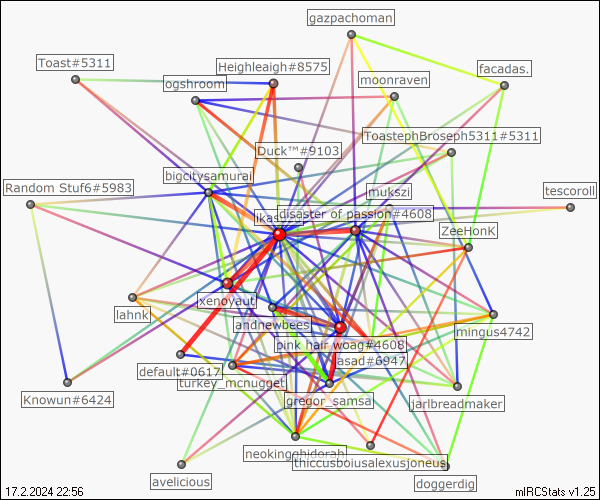 gazpachoman
Toast#5311
Heighleaigh#8575
facadas.
ogshroom
moonraven
ToastephBroseph5311#5311
Duck™#9103
bigcitysamurai
Random Stuf6#5983
mukszi
tescoroll
disaster of passion#4608
ZeeHonK
xenoyaut
lahnk
andnewbees
mingus4742
pink hair woag#4608
default#0617
asad#6947
turkey_mcnugget
Knowun#6424
gregor_samsa
jarlbreadmaker
neokingghidorah
thiccusboiusalexusjoneus
avelicious
doggerdig
17.2.2024 22:56
mIRCStats v1.25